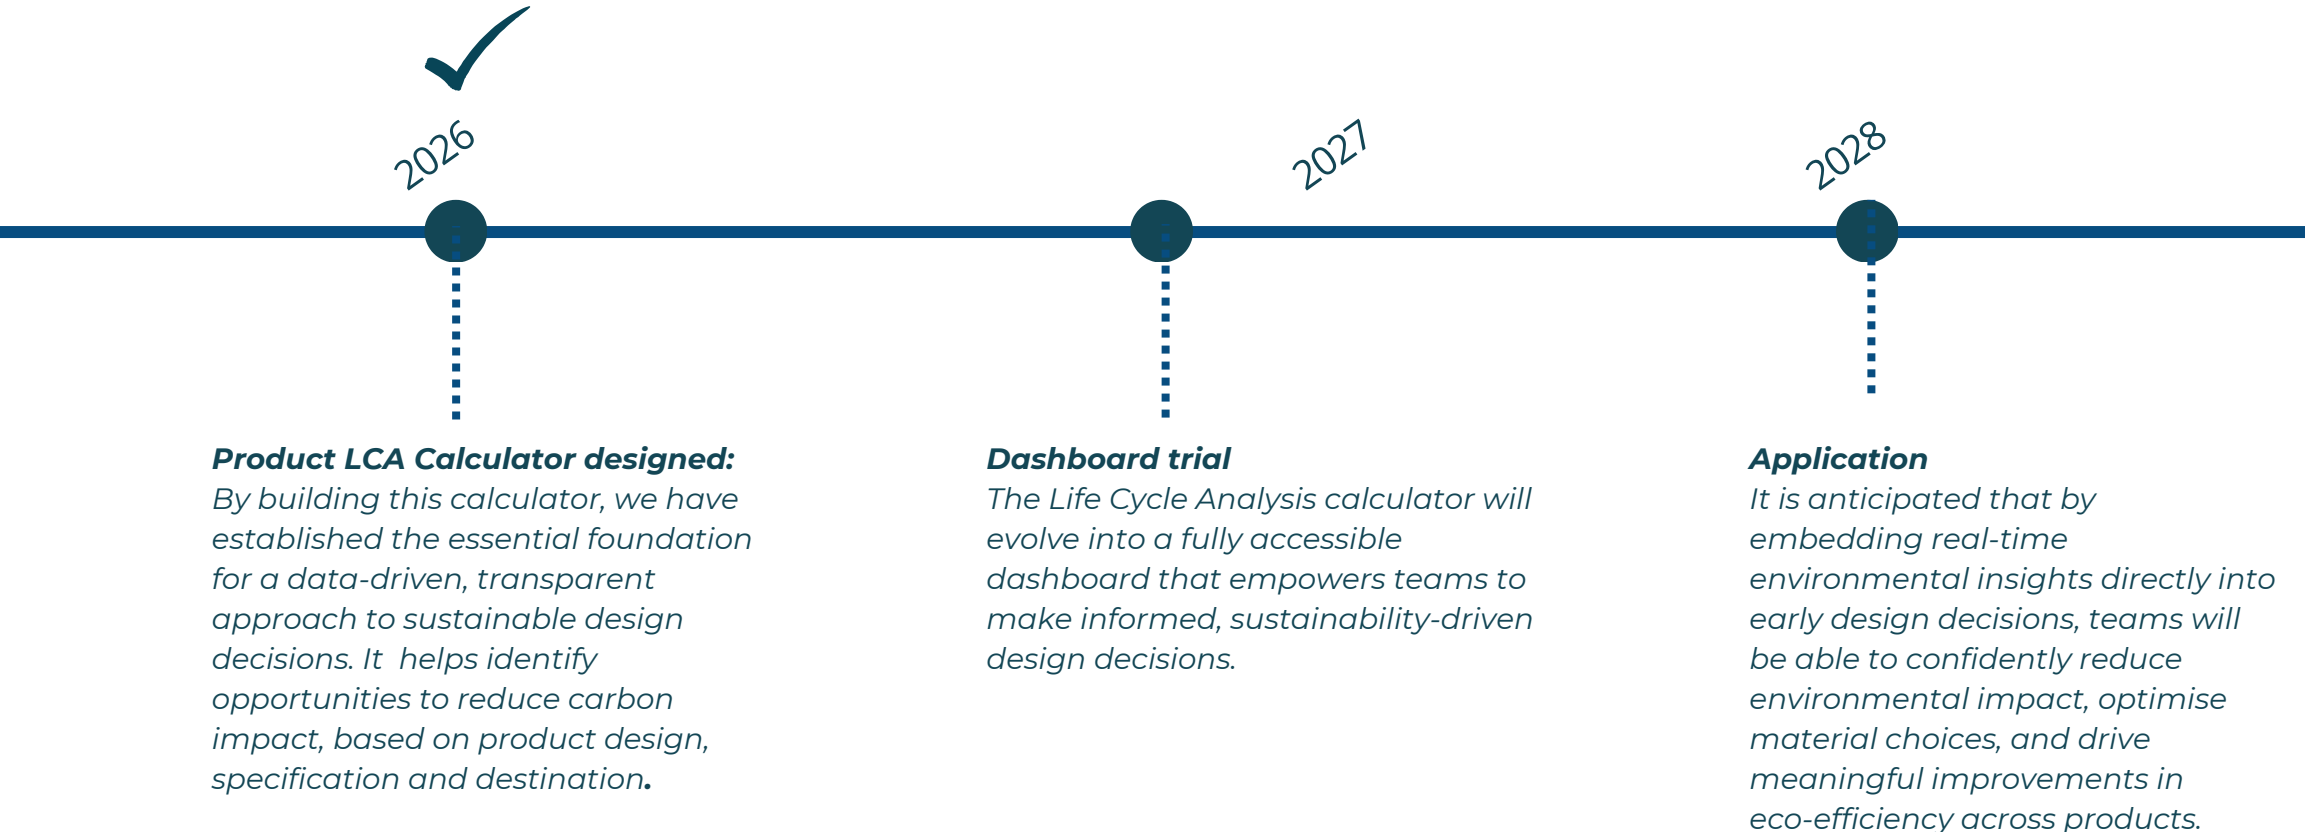 2026
2027
2028
Product LCA Calculator designed:
By building this calculator, we have
established the essential foundation
for a data-driven, transparent
approach to sustainable design
decisions. It  helps identify
opportunities to reduce carbon
impact, based on product design,
specification and destination.
Dashboard trial
The Life Cycle Analysis calculator will
evolve into a fully accessible
dashboard that empowers teams to
make informed, sustainability-driven
design decisions.
Application
It is anticipated that by
embedding real-time
environmental insights directly into
early design decisions, teams will
be able to confidently reduce
environmental impact, optimise
material choices, and drive
meaningful improvements in
eco-efficiency across products.